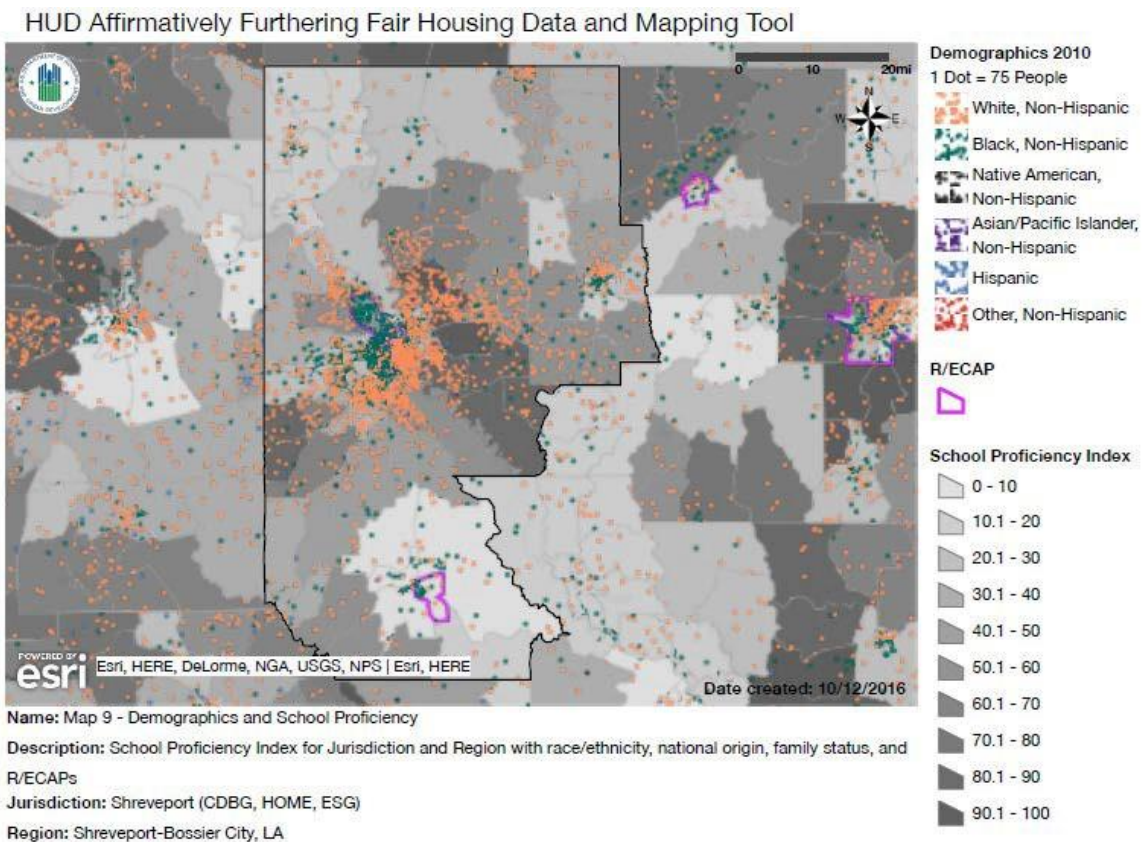 HUD Affirmatively Furthering Fair Housing Data and Mapping Tool
0 10 20mi
N
W E
S
Demographics 2010
1 Dot = 75 People
White, Non-Hispanic
Black, Non-Hispanic
Native American,
Non-Hispanic
Asian/Pacific Islander,
Non-Hispanic
Hispanic
Other, Non-Hispanic
R/ECAP
School Proficiency Index
0 - 10
10.1 - 20
20.1 - 30
30.1 - 40
40.1 - 50
50.1 - 60
60.1 - 70
70.1 - 80
80.1 - 90
90.1 - 100
POWERED BY
esri
Esri, HERE, DeLorme, NGA, USGS, NPS | Esri, HERE
Date created: 10/12/2016
Name: Map 9 - Demographics and School Proficiency
Description: School Proficiency Index for Jurisdiction and Region with race/ethnicity, national origin, family status, and
R/ECAPs
Jurisdiction: Shreveport (CDBG, HOME, ESG)
Region: Shreveport-Bossier City, LA